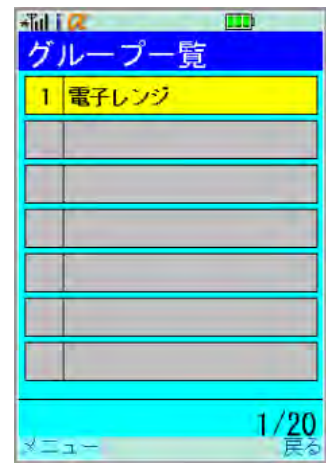 グループ一覧
1 電子レンジ
1/20
メニュー 戻る